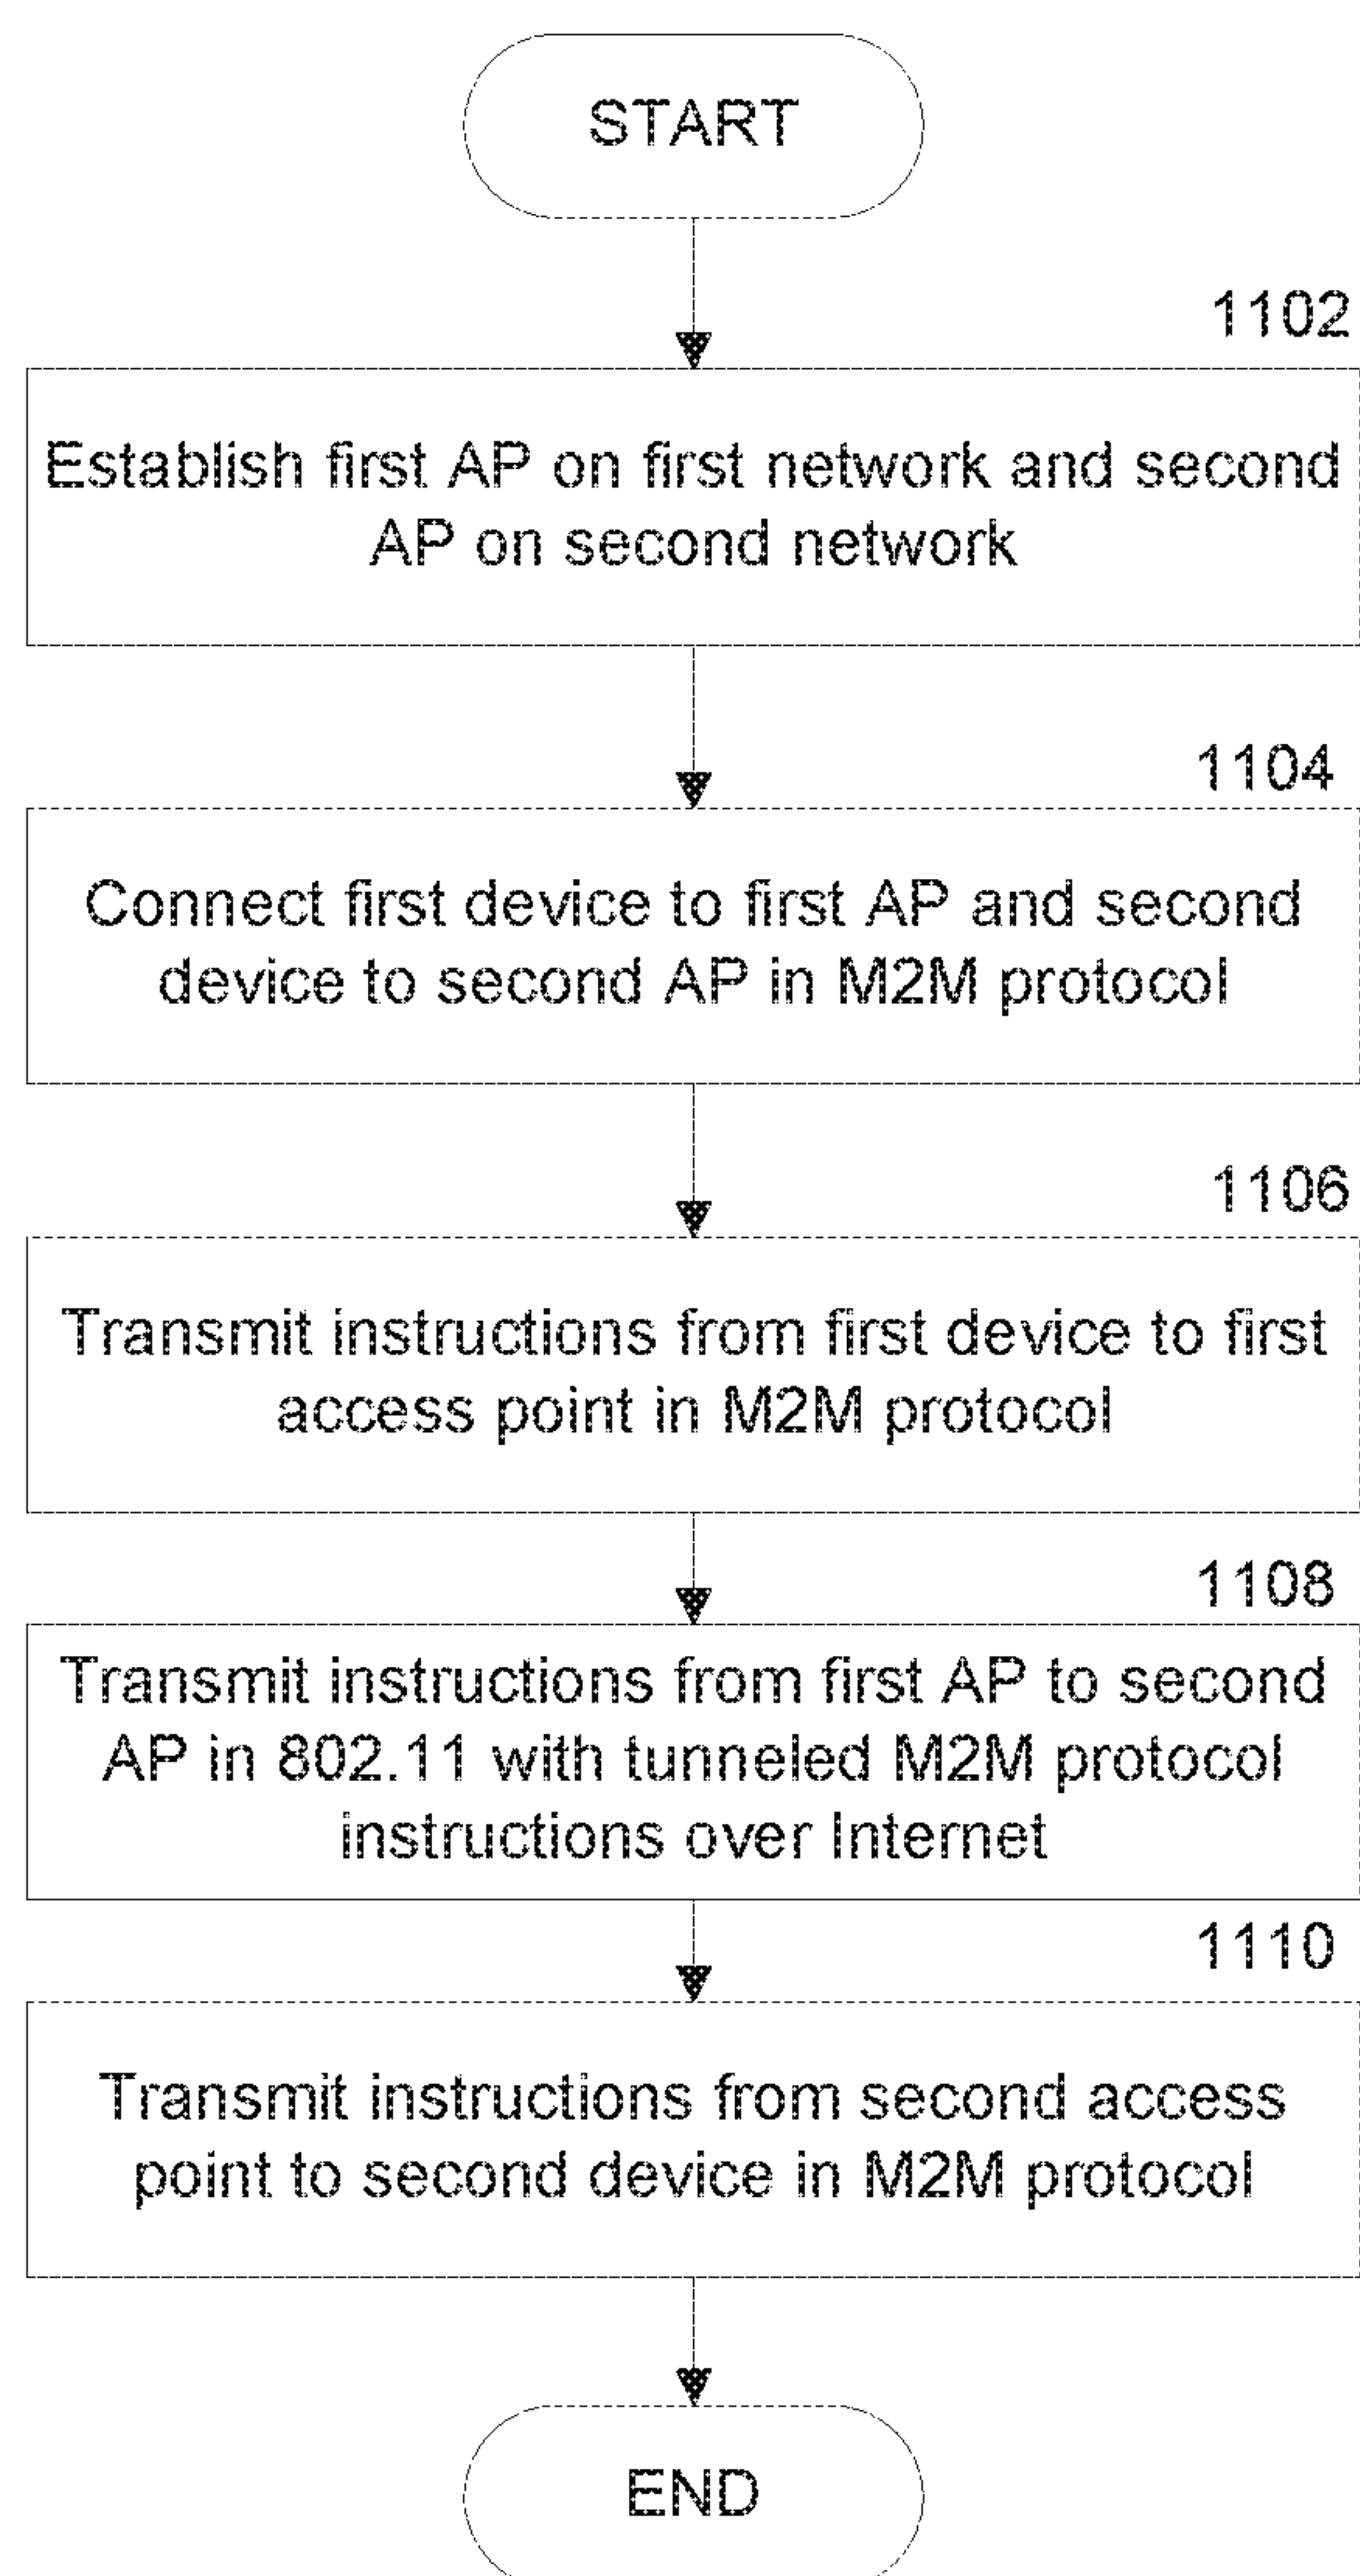 START
1102
Establish first AP on first network and second
AP on second network
1104
Connect first device to first AP and second
device to second AP in M2M protocol
1106
Transmit instructions from first device to first
access point in M2M protocol
1108
Transmit instructions from first AP to second
AP in 802.11 with tunneled M2M protocol
instructions over Internet
1110
Transmit instructions from second access
point to second device in M2M protocol
END